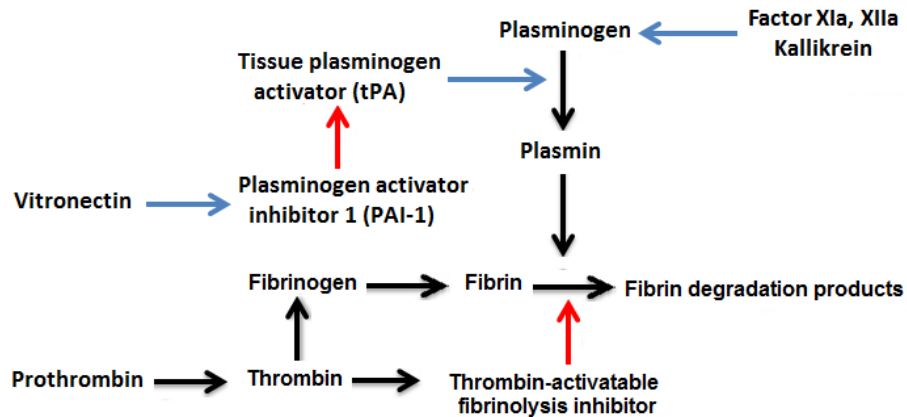 Plasminogen
Factor XIa, XIIa
Kallikrein
Tissue plasminogen
activator (tPA)
Plasmin
Vitronectin
Plasminogen activator
inhibitor 1 (PAI-1)
Fibrinogen
Fibrin
Fibrin degradation products
Prothrombin
Thrombin
Thrombin-activatable
fibrinolysis inhibitor